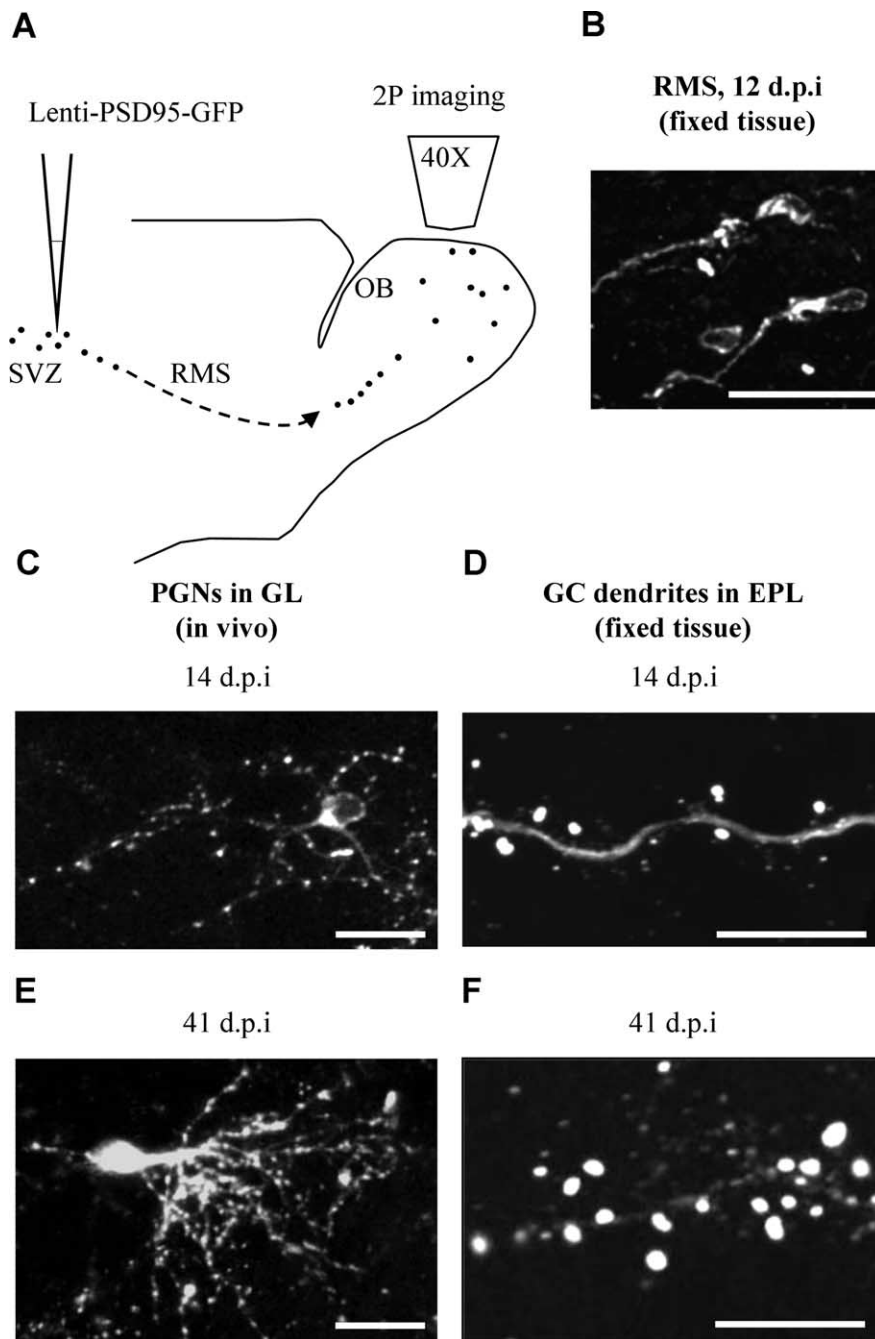 A
Lenti-PSD95-GFP
2P imaging
40X
OB
SVZ
RMS
B
RMS, 12 d.p.i
(fixed tissue)
C
PGNs in GL
(in vivo)
14 d.p.i
D
GC dendrites in EPL
(fixed tissue)
14 d.p.i
E
41 d.p.i
F
41 d.p.i